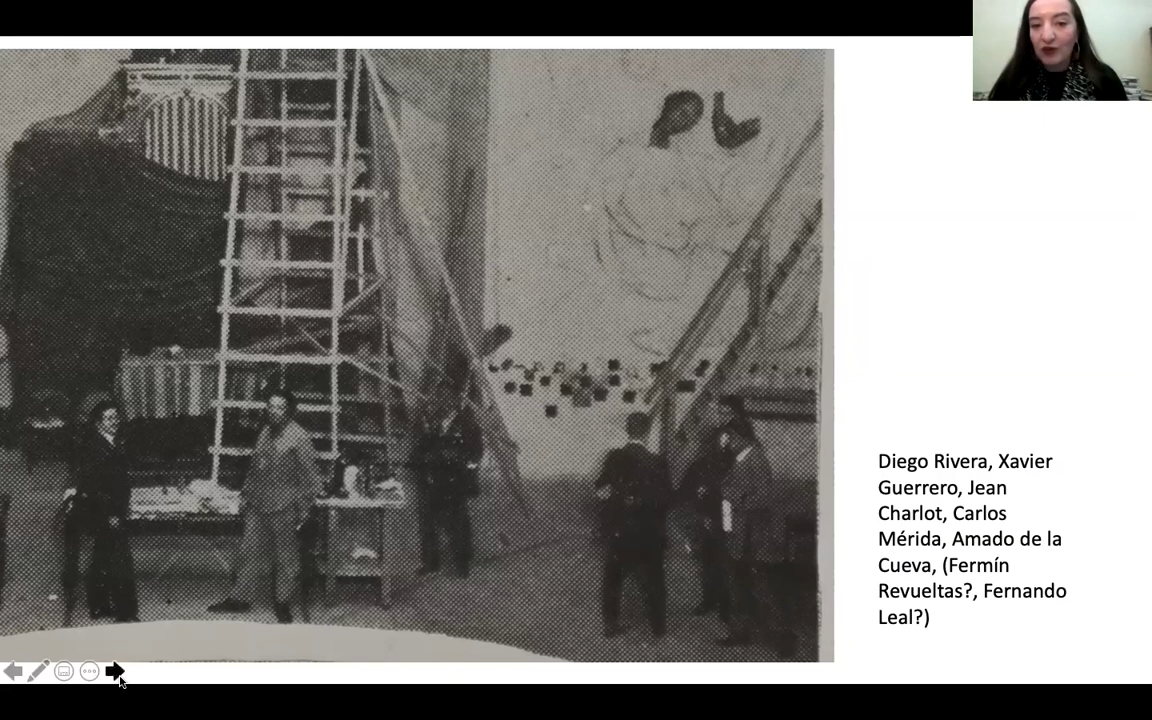 Diego Rivera, Xavier
Guerrero, Jean
Charlot, Carlos
Mérida, Amado de la
Cueva, (Fermín
Revueltas?, Fernando
Leal?)